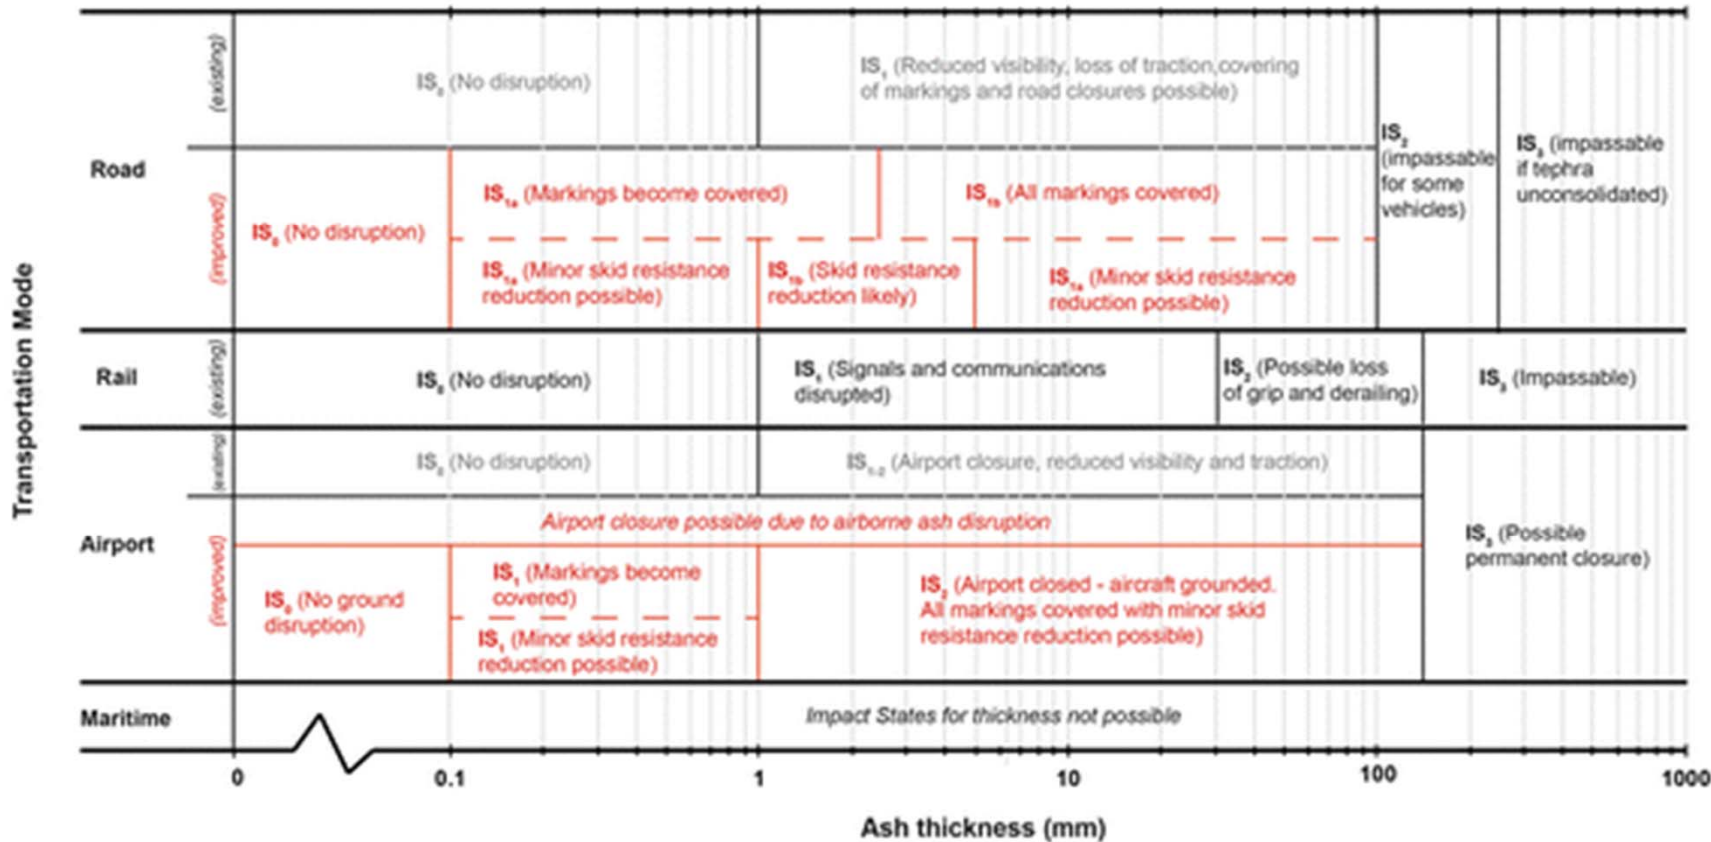 Transportation Mode
Road
(existing)
IS₀ (No disruption)
IS₁ (Reduced visibility, loss of traction,covering
of markings and road closures possible)
IS₂
(impassable
for some
vehicles)
IS₃ (impassable
if tephra
unconsolidated)
(improved)
IS₀ (No disruption)
IS₁ₐ (Markings become covered)
IS₁b (All markings covered)
IS₁ₐ (Minor skid resistance
reduction possible)
IS₁b (Skid resistance
reduction likely)
IS₁ₐ (Minor skid resistance
reduction possible)
Rail
(existing)
IS₀ (No disruption)
IS₁ (Signals and communications
disrupted)
IS₂ (Possible loss
of grip and derailing)
IS₃ (Impassable)
Airport
(existing)
IS₀ (No disruption)
IS₁₋₂ (Airport closure, reduced visibility and traction)
IS₃ (Possible
permanent closure)
(improved)
Airport closure possible due to airborne ash disruption
IS₀ (No ground
disruption)
IS₁ (Markings become
covered)
IS₁ (Minor skid resistance
reduction possible)
IS₂ (Airport closed - aircraft grounded.
All markings covered with minor skid
resistance reduction possible)
Maritime
Impact States for thickness not possible
0 0.1 1 10 100 1000
Ash thickness (mm)